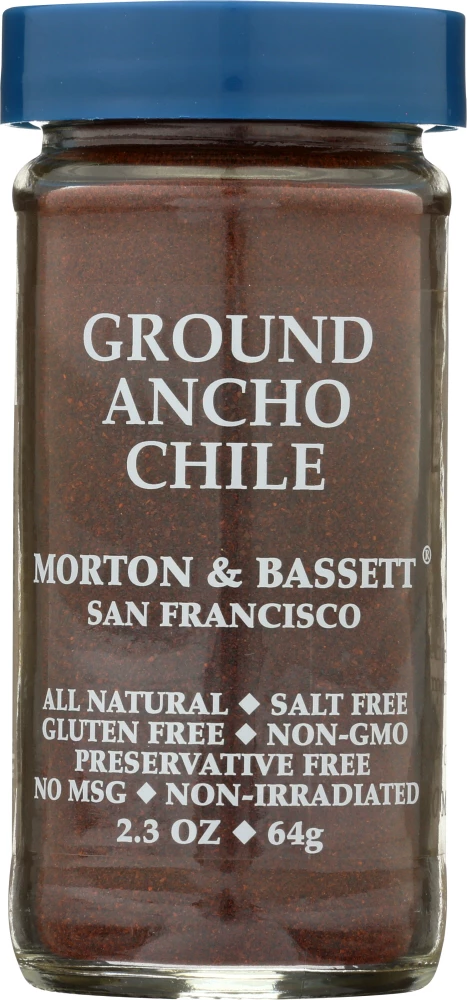 GROUND
ANCHO
CHILE
MORTON & BASSETT®
SAN FRANCISCO
ALL NATURAL ◆ SALT FREE
GLUTEN FREE ◆ NON-GMO
PRESERVATIVE FREE
NO MSG ◆ NON-IRRADIATED
2.3 OZ ◆ 64g